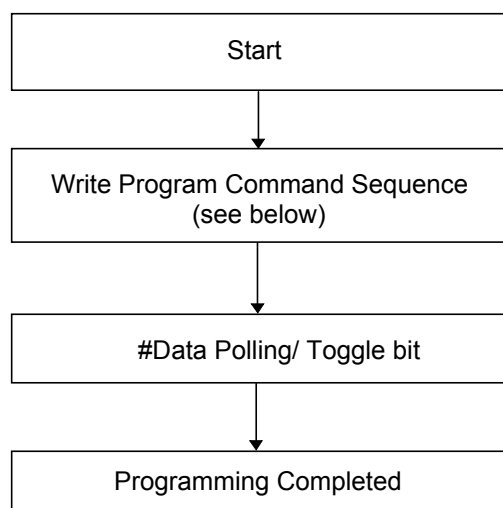 Start
Write Program Command Sequence
(see below)
#Data Polling/ Toggle bit
Programming Completed